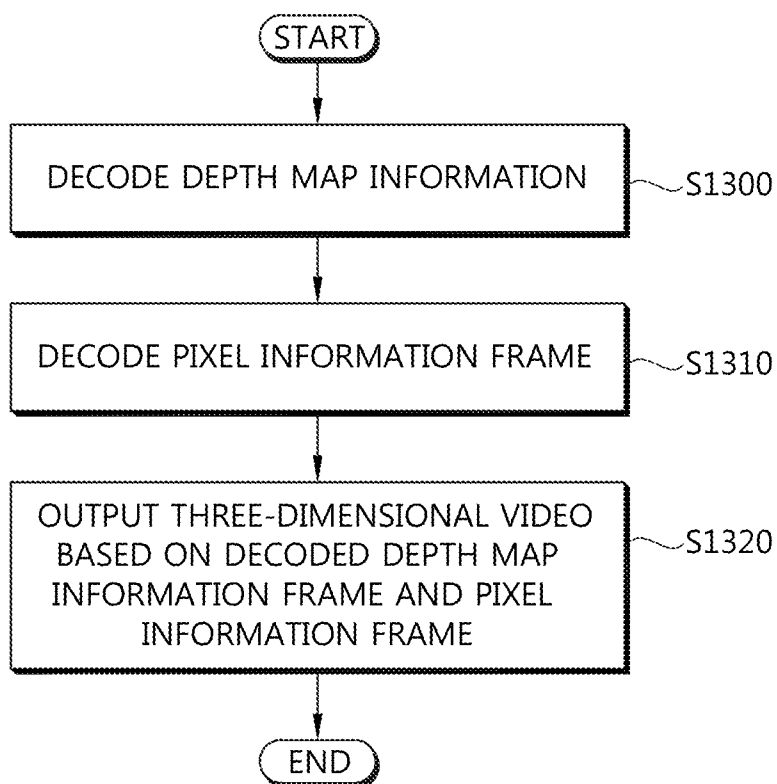 START
DECODE DEPTH MAP INFORMATION
S1300
DECODE PIXEL INFORMATION FRAME
S1310
OUTPUT THREE-DIMENSIONAL VIDEO
BASED ON DECODED DEPTH MAP
INFORMATION FRAME AND PIXEL
INFORMATION FRAME
S1320
END